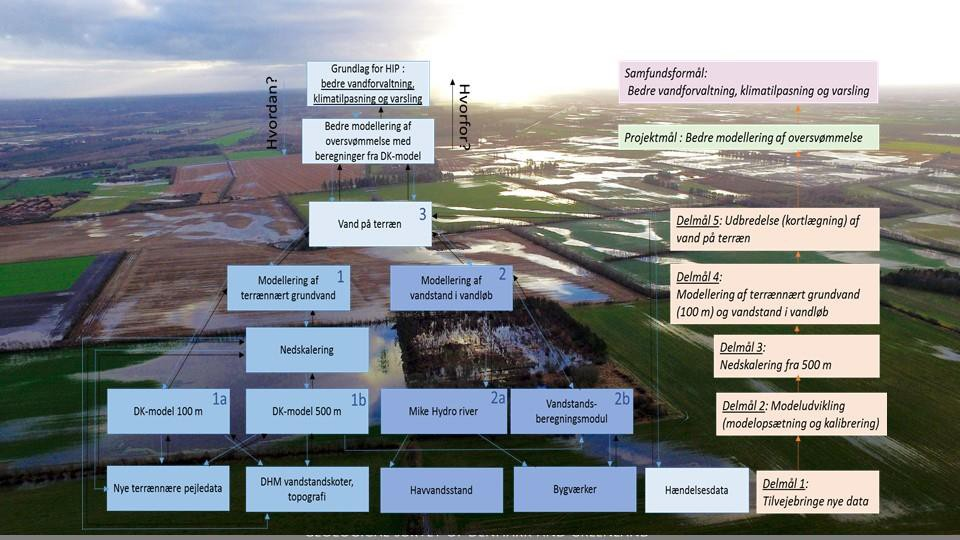 Grundlag for HIP :
bedre vandforvaltning,
klimatilpasning og varsling
Hvordan?
Hvorfor?
Bedre modellering af
oversvømmelse med
beregninger fra DK-model
Vand på terræn
3
Modellering af
terrænnært grundvand
1
Modellering af
vandstand i vandløb
2
Nedskalering
DK-model 100 m
1a
DK-model 500 m
1b
Mike Hydro river
2a
Vandstands-
beregningsmodul
2b
Nye terrænnære pejledata
DHM vandstandskoter,
topografi
Havvandsstand
Bygværker
Hændelsesdata
Samfundsformål:
Bedre vandforvaltning, klimatilpasning og varsling
Projektmål : Bedre modellering af oversvømmelse
Delmål 5: Udbredelse (kortlægning) af
vand på terræn
Delmål 4:
Modellering af terrænnært grundvand
(100 m) og vandstand i vandløb
Delmål 3:
Nedskalering fra 500 m
Delmål 2: Modeludvikling
(modelopsætning og kalibrering)
Delmål 1:
Tilvejebringe nye data